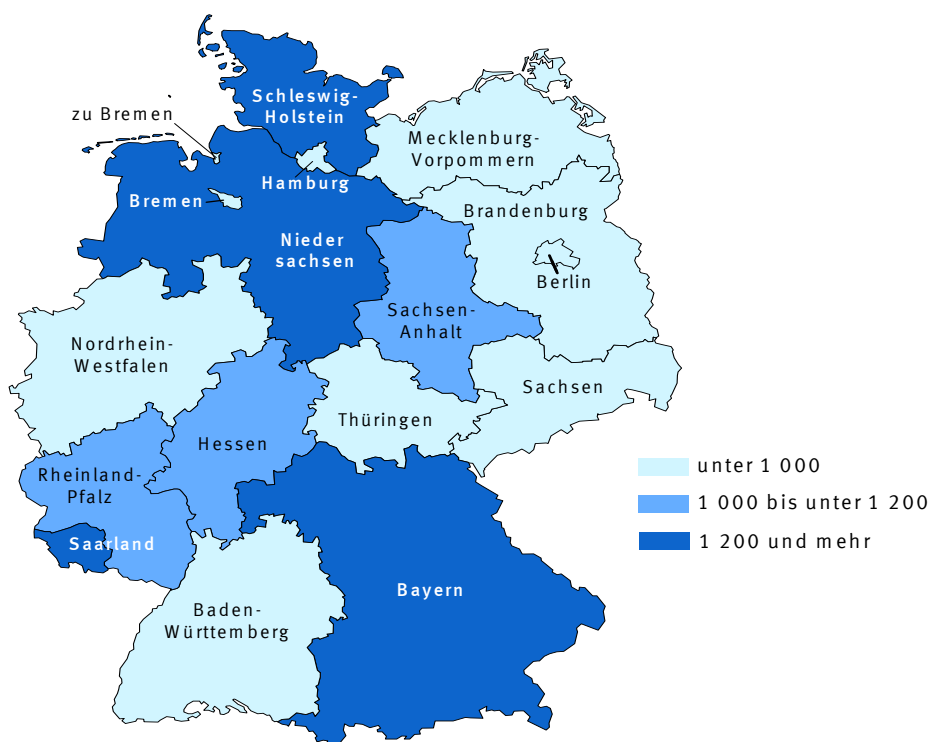 Schleswig-
Holstein
zu Bremen
Mecklenburg-
Vorpommern
Hamburg
Bremen
Brandenburg
Nieder
sachsen
Berlin
Sachsen-
Anhalt
Nordrhein-
Westfalen
Sachsen
Thüringen
Hessen
Rheinland-
Pfalz
Saarland
Bayern
Baden-
Württemberg
unter 1 000
1 000 bis unter 1 200
1 200 und mehr